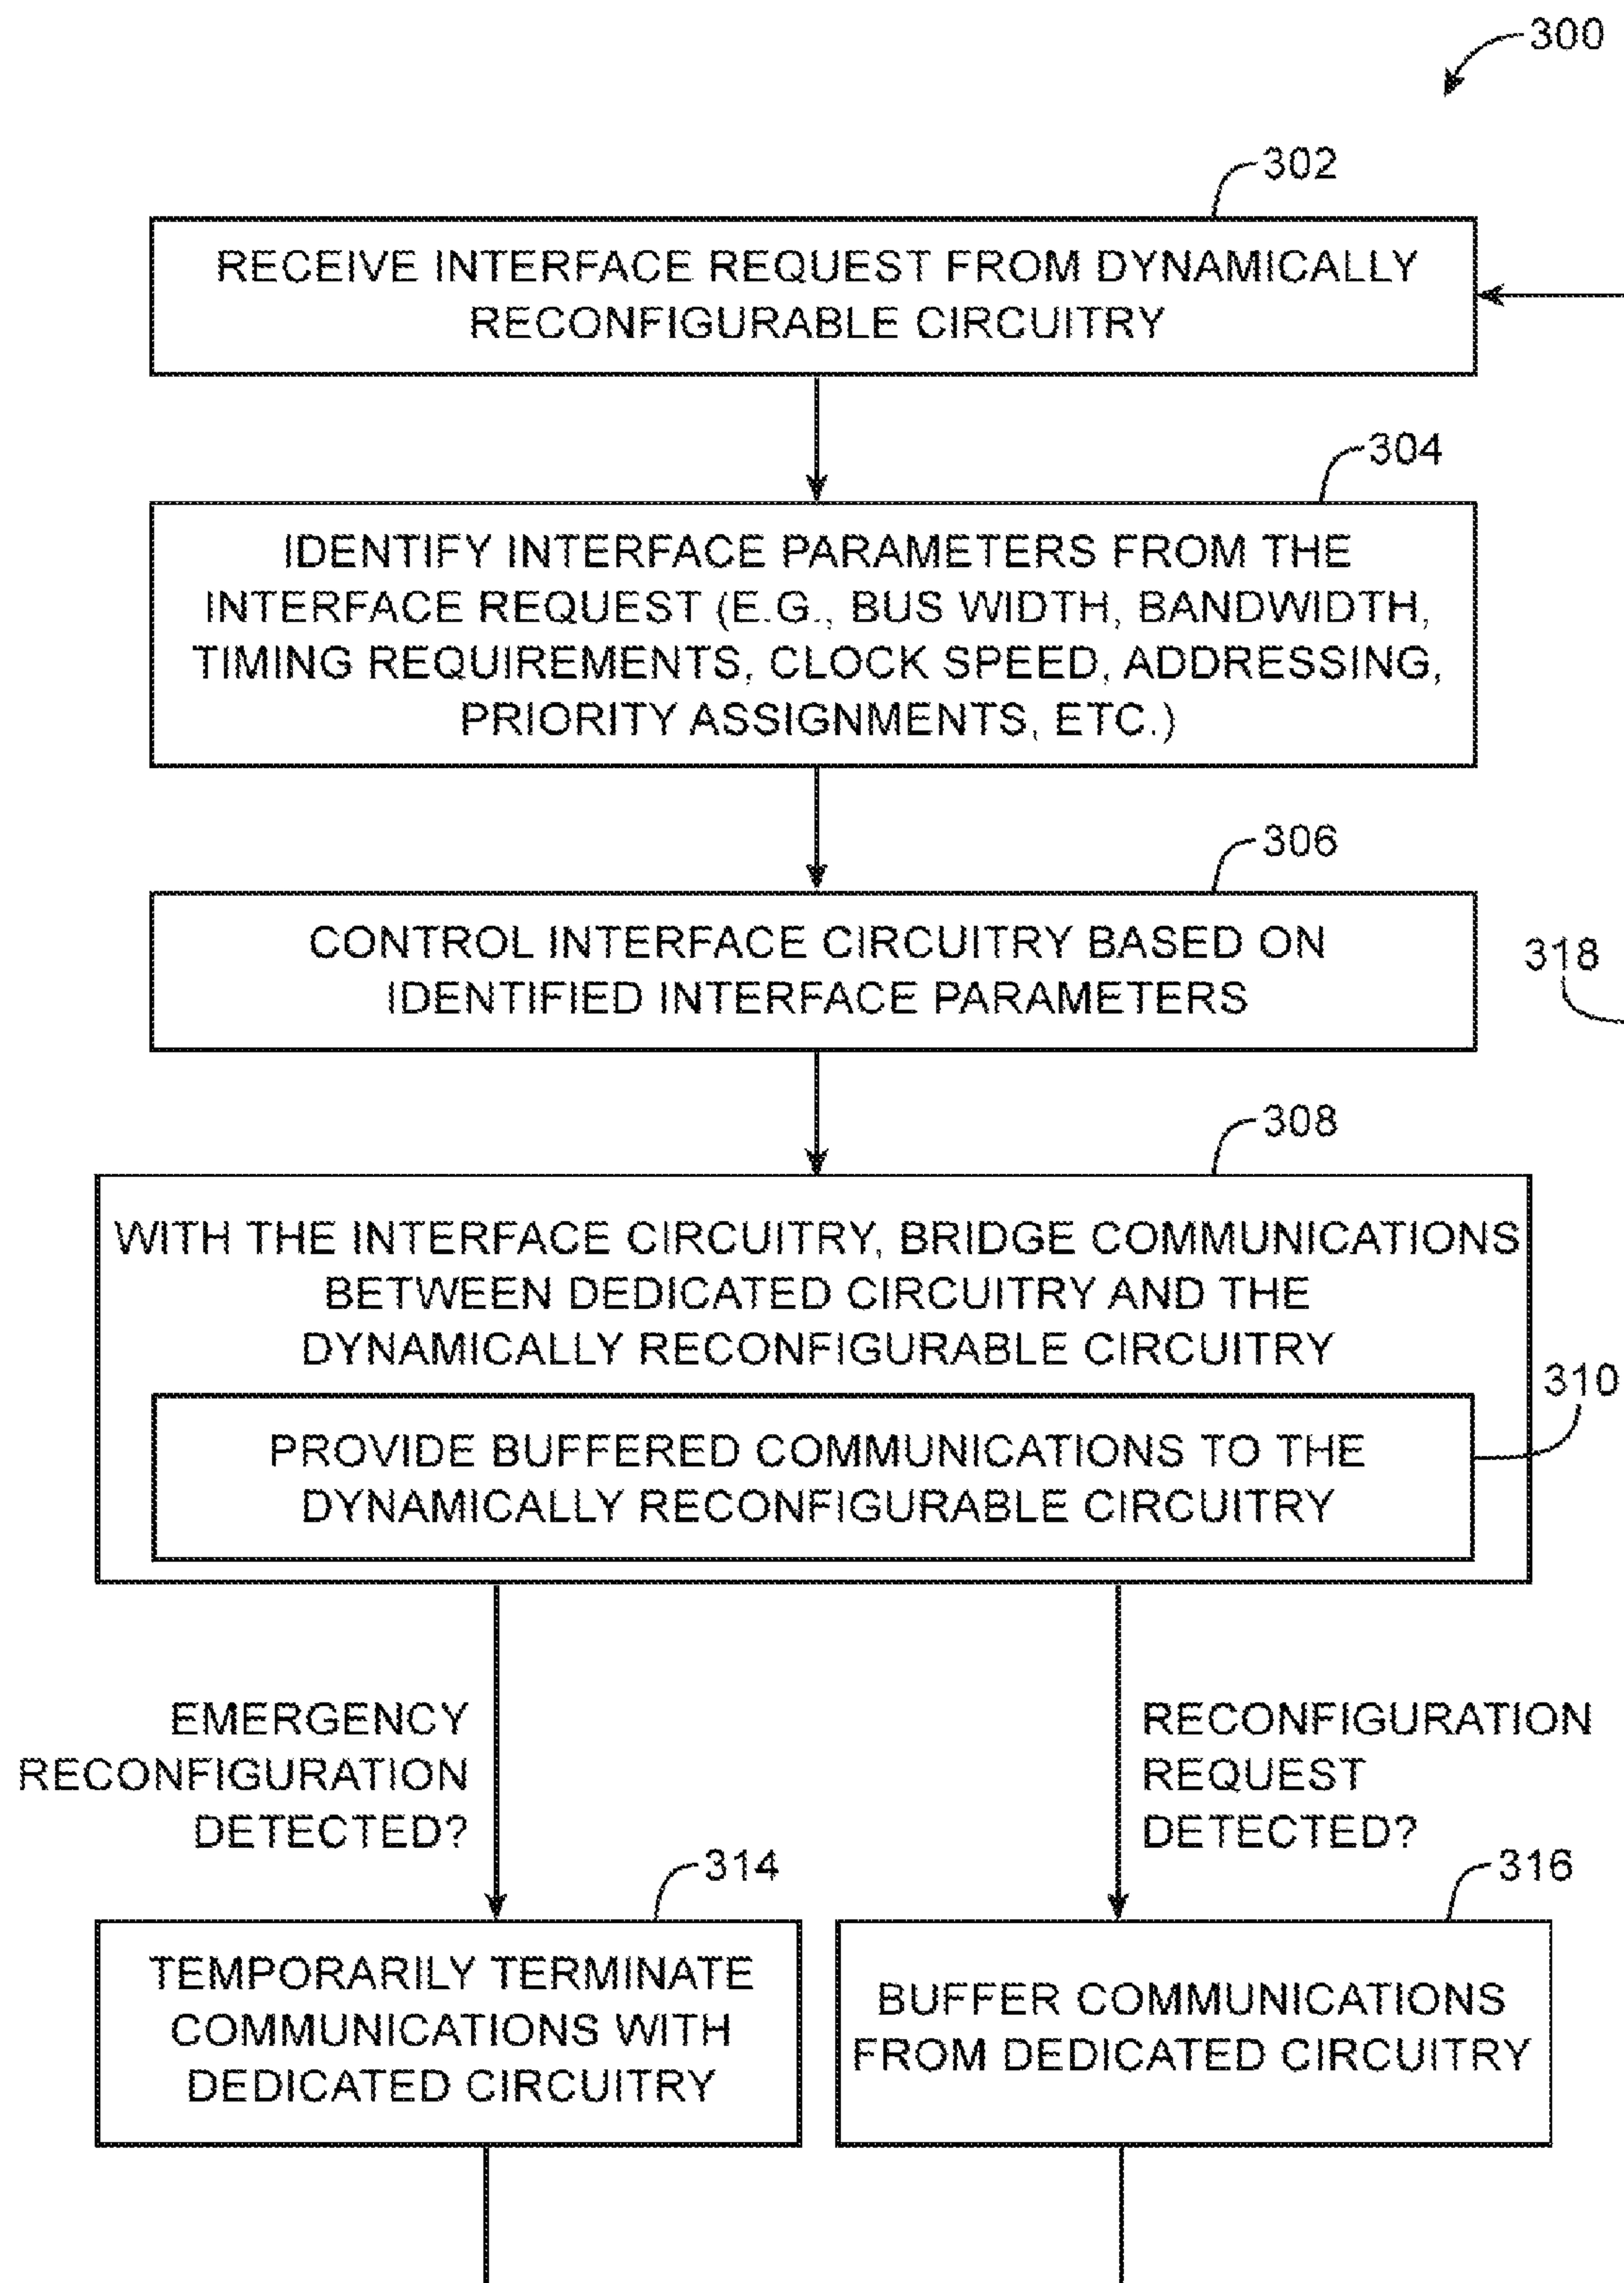 300
302
RECEIVE INTERFACE REQUEST FROM DYNAMICALLY
RECONFIGURABLE CIRCUITRY
304
IDENTIFY INTERFACE PARAMETERS FROM THE
INTERFACE REQUEST (E.G., BUS WIDTH, BANDWIDTH,
TIMING REQUIREMENTS, CLOCK SPEED, ADDRESSING,
PRIORITY ASSIGNMENTS, ETC.)
306
CONTROL INTERFACE CIRCUITRY BASED ON
IDENTIFIED INTERFACE PARAMETERS
318
308
WITH THE INTERFACE CIRCUITRY, BRIDGE COMMUNICATIONS
BETWEEN DEDICATED CIRCUITRY AND THE
DYNAMICALLY RECONFIGURABLE CIRCUITRY
310
PROVIDE BUFFERED COMMUNICATIONS TO THE
DYNAMICALLY RECONFIGURABLE CIRCUITRY
EMERGENCY
RECONFIGURATION
DETECTED?
RECONFIGURATION
REQUEST
DETECTED?
314
TEMPORARILY TERMINATE
COMMUNICATIONS WITH
DEDICATED CIRCUITRY
316
BUFFER COMMUNICATIONS
FROM DEDICATED CIRCUITRY